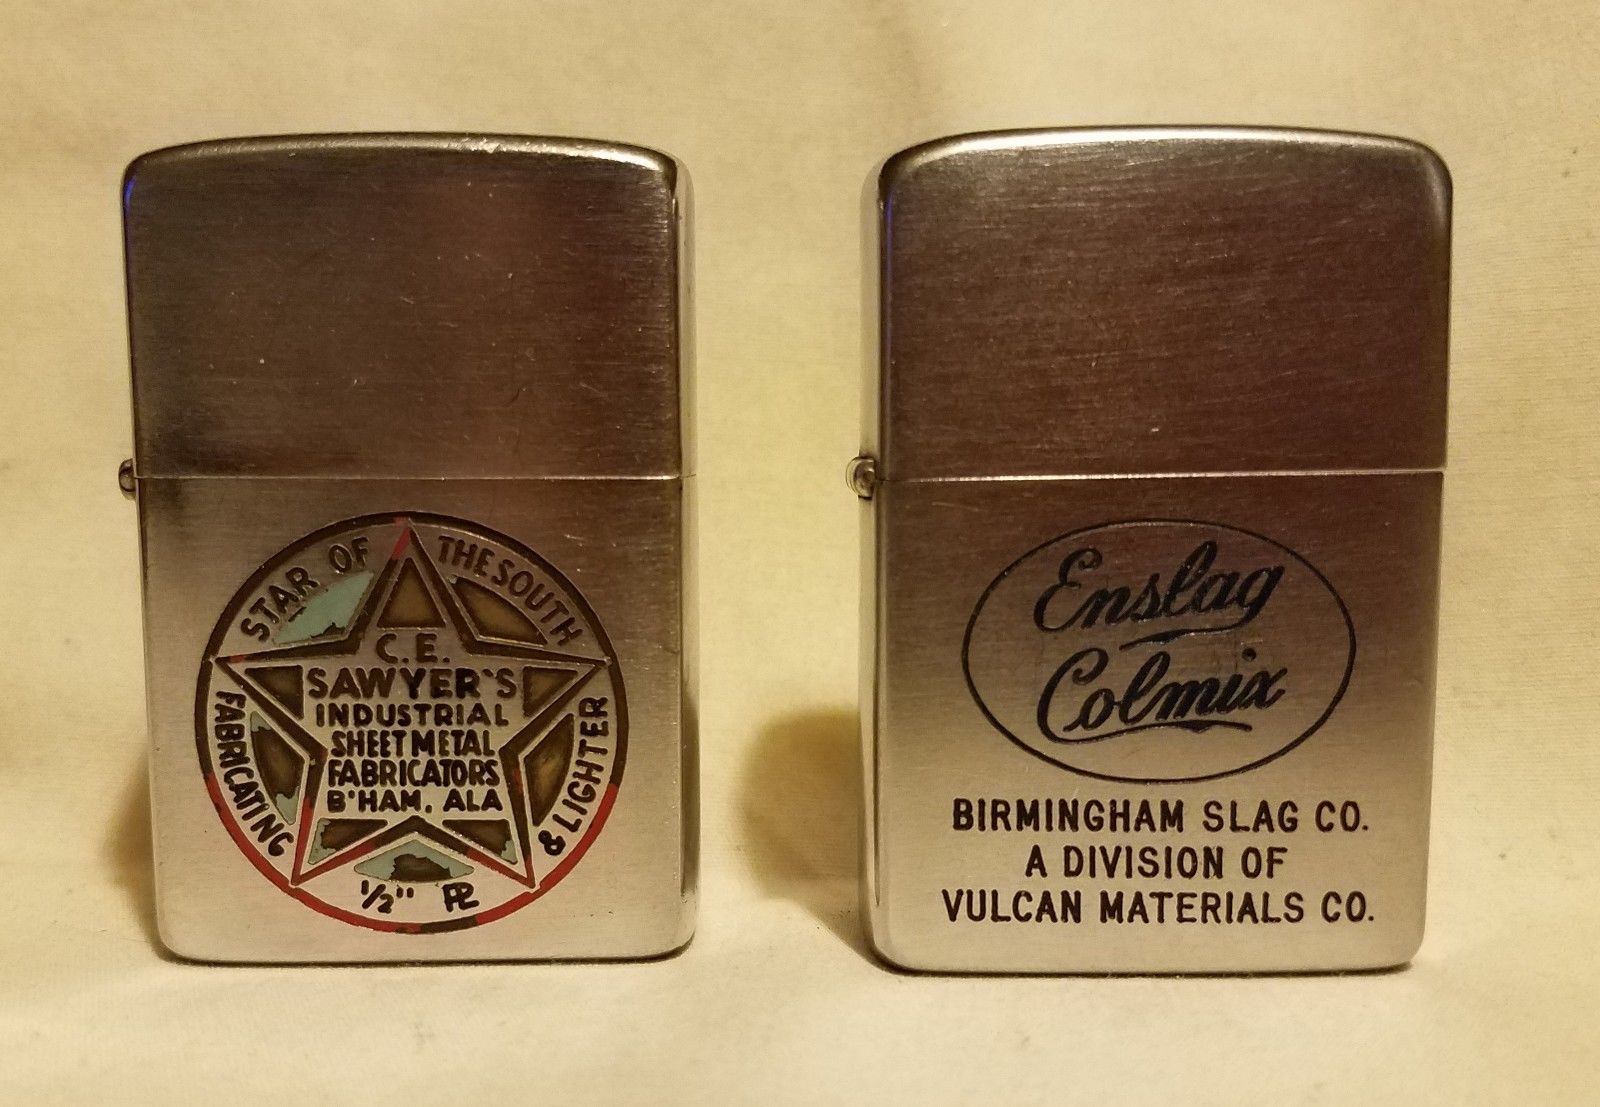 STAR OF THE SOUTH
C.E.
SAWYER'S
INDUSTRIAL
SHEET METAL
FABRICATORS
B'HAM, ALA
FABRICATING
& LIGHTER
1/2" PL
Enslag
Colmix
BIRMINGHAM SLAG CO.
A DIVISION OF
VULCAN MATERIALS CO.